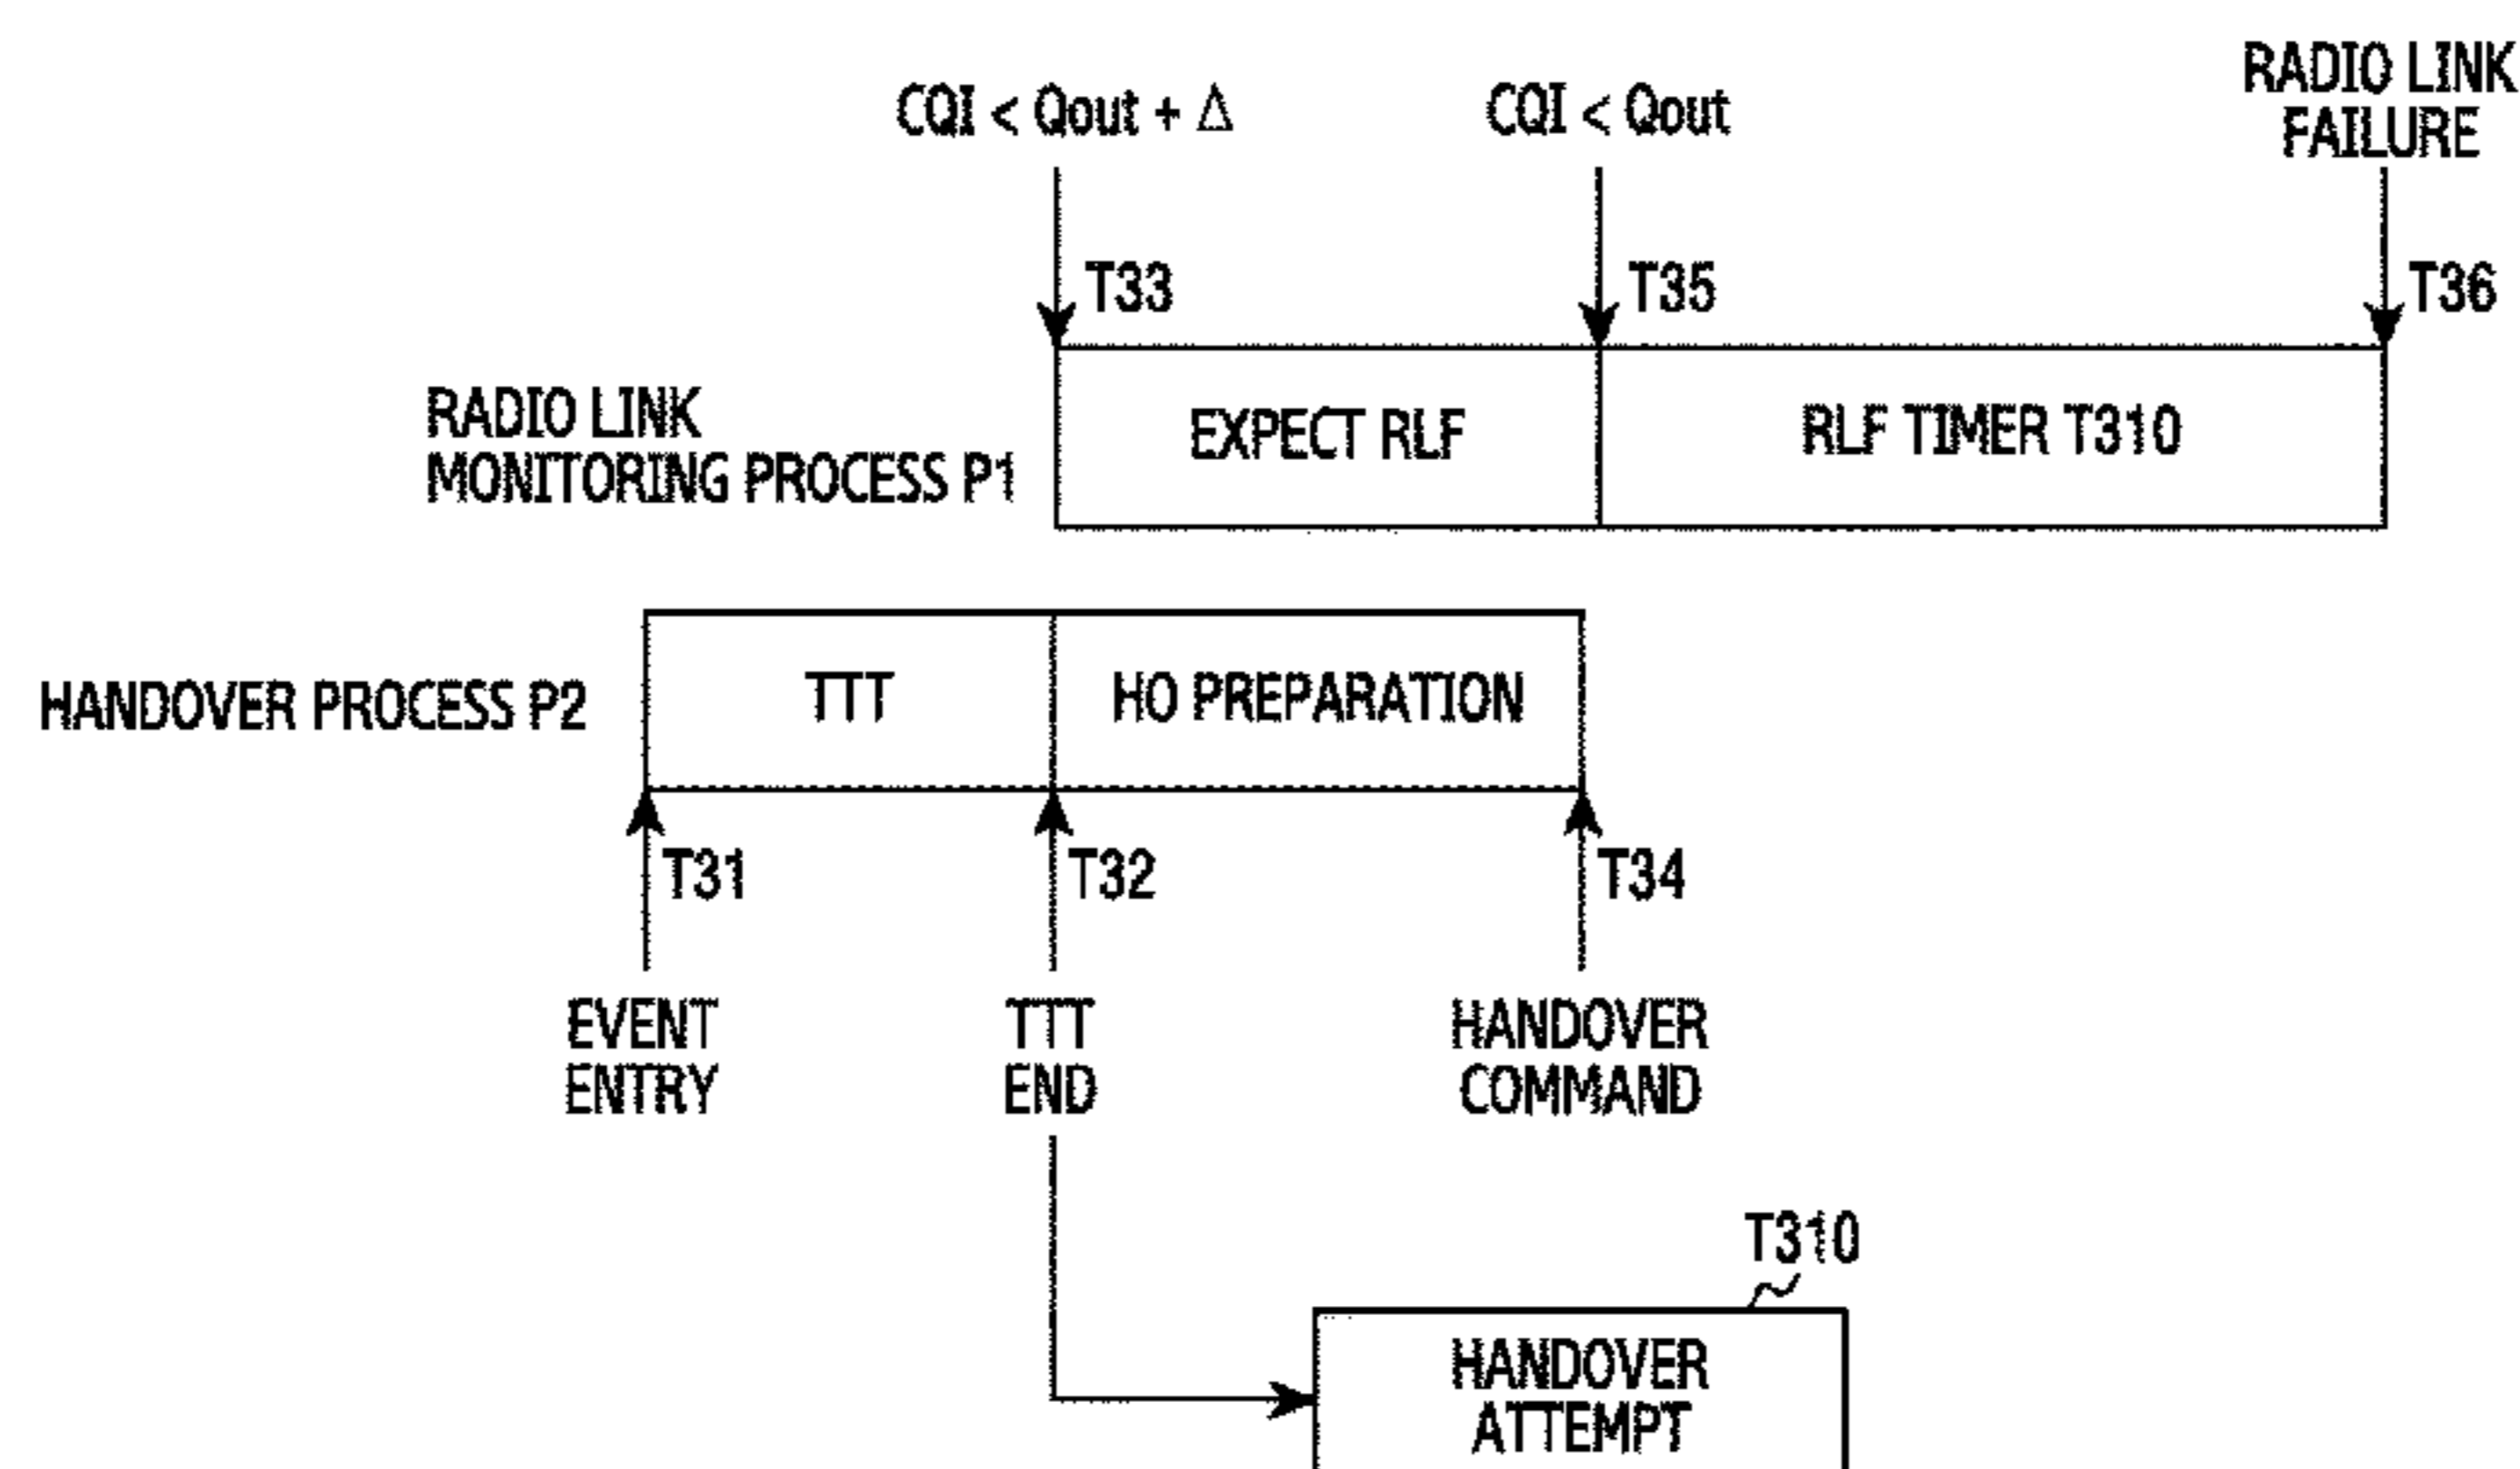 RADIO LINK
FAILURE
CQI < Qout + Δ
CQI < Qout
T33
T35
T36
RADIO LINK
MONITORING PROCESS P1
EXPECT RLF
RLF TIMER T310
HANDOVER PROCESS P2
TTT
HO PREPARATION
T31
T32
T34
EVENT
ENTRY
TTT
END
HANDOVER
COMMAND
T310
HANDOVER
ATTEMPT